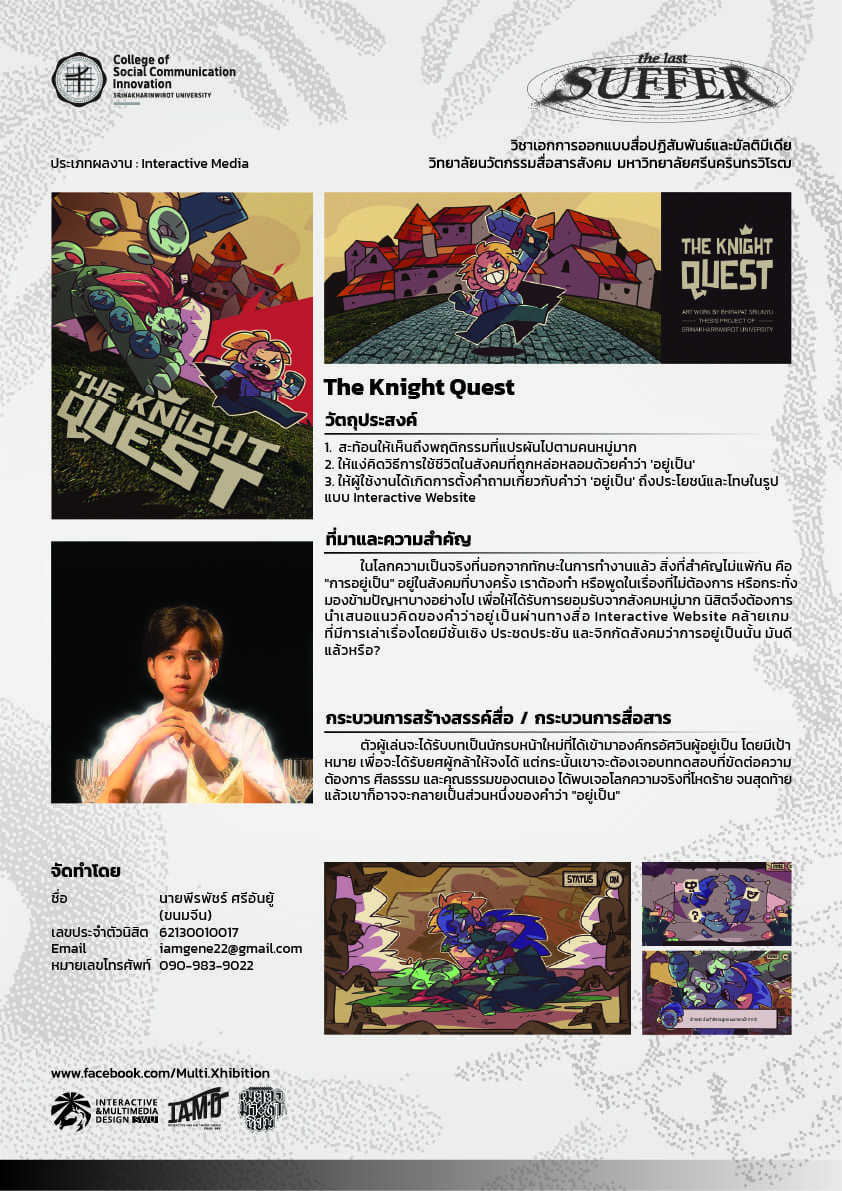 College of
Social Communication
Innovation
SRINAKHARINWIROT UNIVERSITY
the last
SUFFER
วิชาเอกการออกแบบสื่อปฏิสัมพันธ์และมัลติมีเดีย
วิทยาลัยนวัตกรรมสื่อสารสังคม มหาวิทยาลัยศรีนครินทรวิโรฒ
ประเภทผลงาน : Interactive Media
THE KNIGHT
QUEST
THE KNIGHT
QUEST
ART WORK BY BHIRAPAT SRIUNYU
THESIS PROJECT OF
SRINAKHARINWIROT UNIVERSITY
The Knight Quest
วัตถุประสงค์
1. สะท้อนให้เห็นถึงพฤติกรรมที่แปรผันไปตามคนหมู่มาก
2. ให้แง่คิดวิธีการใช้ชีวิตในสังคมที่ถูกหล่อหลอมด้วยคำว่า 'อยู่เป็น'
3. ให้ผู้ใช้งานได้เกิดการตั้งคำถามเกี่ยวกับคำว่า 'อยู่เป็น' ถึงประโยชน์และโทษในรูป
แบบ Interactive Website
ที่มาและความสำคัญ
ในโลกความเป็นจริงที่นอกจากทักษะในการทำงานแล้ว สิ่งที่สำคัญไม่แพ้กัน คือ
"การอยู่เป็น" อยู่ในสังคมที่บางครั้ง เราต้องทำ หรือพูดในเรื่องที่ไม่ต้องการ หรือกระทั่ง
มองข้ามปัญหาบางอย่างไป เพื่อให้ได้รับการยอมรับจากสังคมหมู่มาก นิสิตจึงต้องการ
นำเสนอแนวคิดของคำว่าอยู่เป็นผ่านทางสื่อ Interactive Website คล้ายเกม
ที่มีการเล่าเรื่องโดยมีชั้นเชิง ประชดประชัน และจิกกัดสังคมว่าการอยู่เป็นนั้น มันดี
แล้วหรือ?
กระบวนการสร้างสรรค์สื่อ / กระบวนการสื่อสาร
ตัวผู้เล่นจะได้รับบทเป็นนักรบหน้าใหม่ที่ได้เข้ามาองค์กรอัศวินผู้อยู่เป็น โดยมีเป้า
หมาย เพื่อจะได้รับยศผู้กล้าให้จงได้ แต่กระนั้นเขาจะต้องเจอบททดสอบที่ขัดต่อความ
ต้องการ ศีลธรรม และคุณธรรมของตนเอง ได้พบเจอโลกความจริงที่โหดร้าย จนสุดท้าย
แล้วเขาก็อาจจะกลายเป็นส่วนหนึ่งของคำว่า "อยู่เป็น"
จัดทำโดย
ชื่อ นายพีรพัชร์ ศรีอันยู้
(ขนมจีน)
เลขประจำตัวนิสิต 62130010017
Email iamgene22@gmail.com
หมายเลขโทรศัพท์ 090-983-9022
STATUS ON
www.facebook.com/Multi.Xhibition
INTERACTIVE
&MULTIMEDIA
DESIGN SWU
IAMD